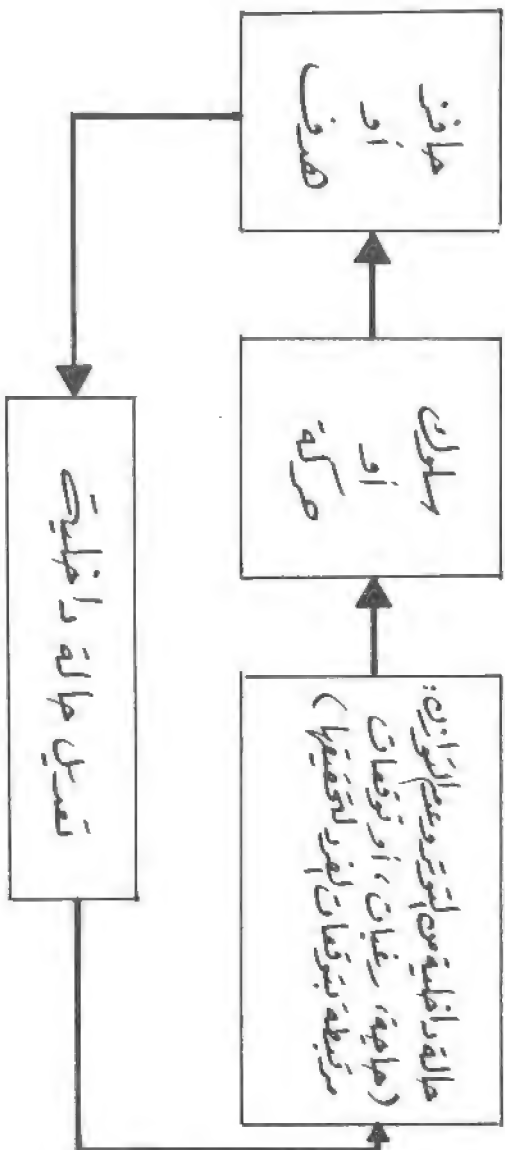 حالة داخلية من التوتر وعدم التوازن:
(حاجة، رغبات، أو توقعات
مرتبطة بتوقعات الفرد لتحقيقها)
سلوك
أو
حركة
حافز
أو
هدف
تعديل حالة داخلية